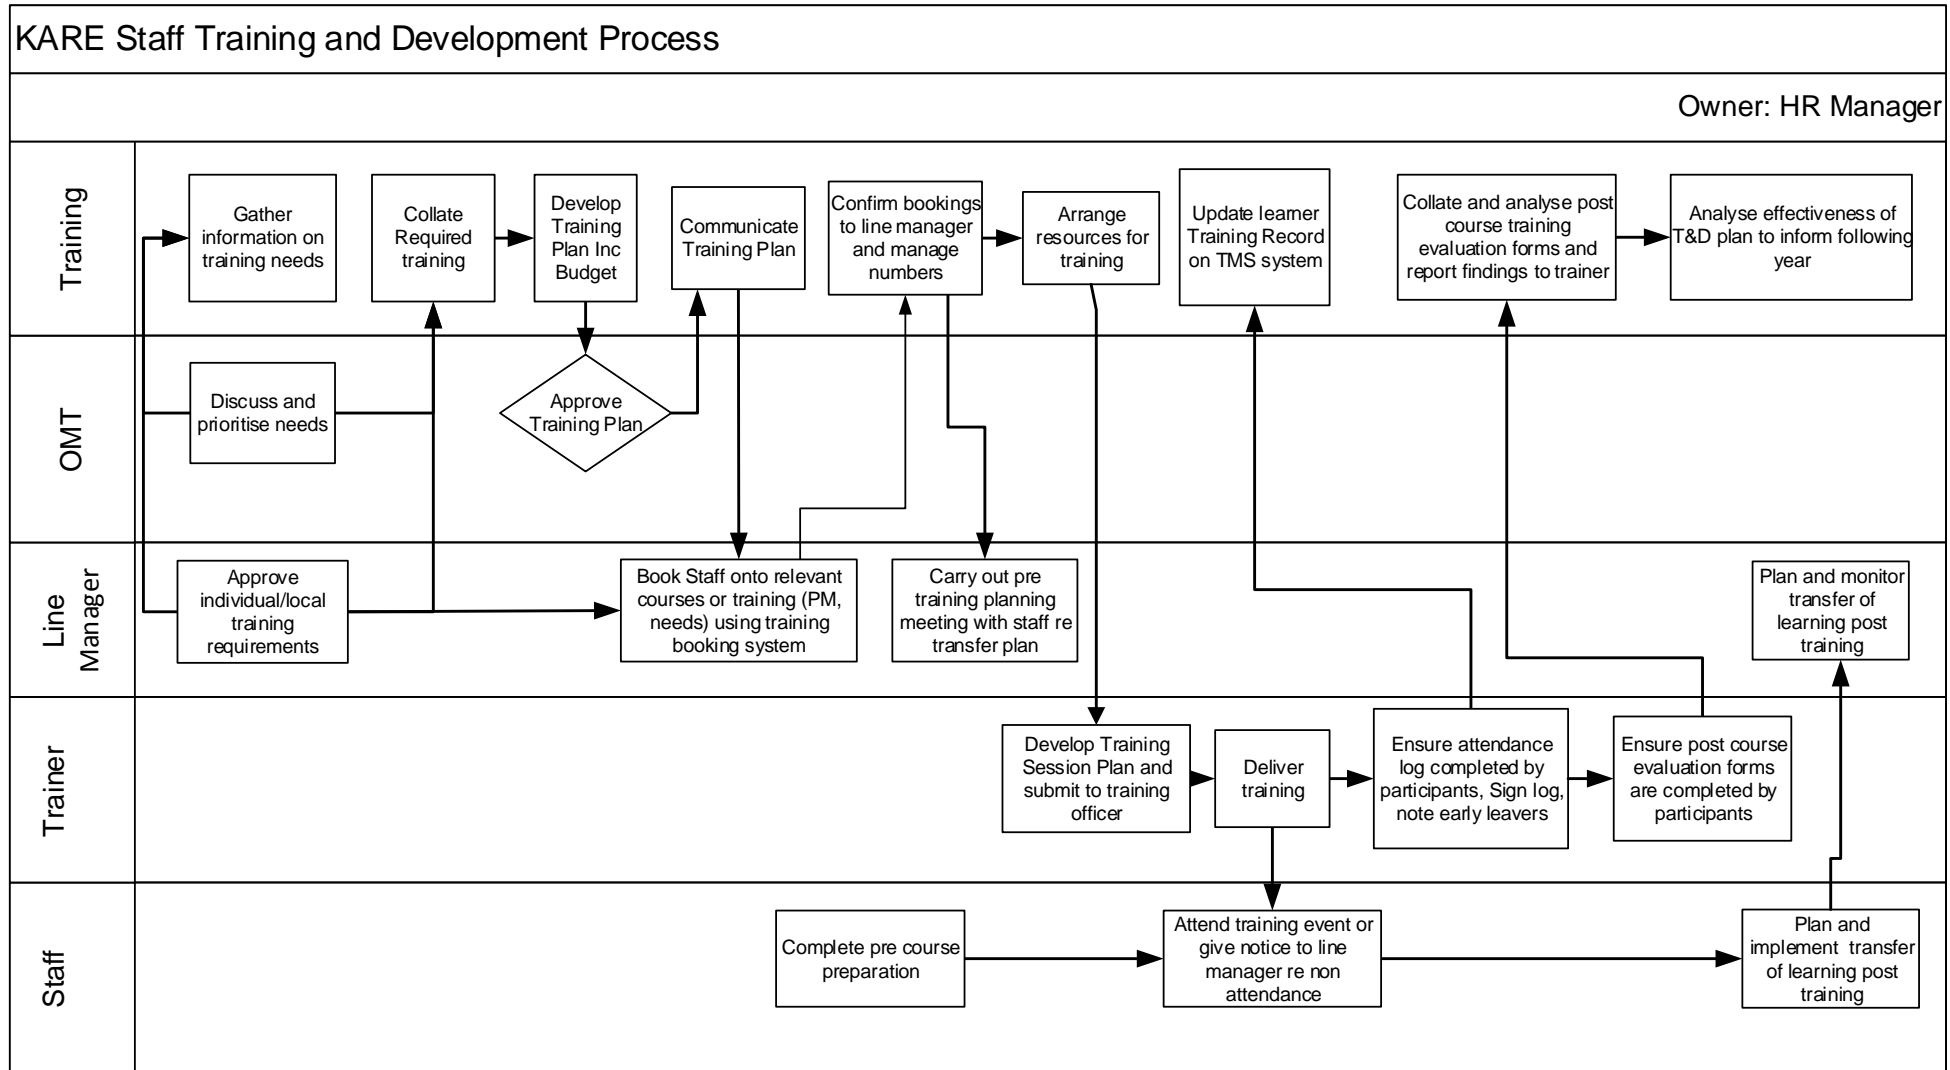 KARE Staff Training and Development Process
Owner: HR Manager
Training
Gather
information on
training needs
Collate
Required
training
Develop
Training
Plan Inc
Budget
Communicate
Training Plan
Confirm bookings
to line manager
and manage
numbers
Arrange
resources for
training
Update learner
Training Record
on TMS system
Collate and analyse post
course training
evaluation forms and
report findings to trainer
Analyse effectiveness of
T&D plan to inform following
year
OMT
Discuss and
prioritise needs
Approve
Training Plan
Line
Manager
Approve
individual/local
training
requirements
Book Staff onto relevant
courses or training (PM,
needs) using training
booking system
Carry out pre
training planning
meeting with staff re
transfer plan
Plan and monitor
transfer of
learning post
training
Trainer
Develop Training
Session Plan and
submit to training
officer
Deliver
training
Ensure attendance
log completed by
participants, Sign log,
note early leavers
Ensure post course
evaluation forms
are completed by
participants
Staff
Complete pre course
preparation
Attend training event or
give notice to line
manager re non
attendance
Plan and
implement transfer
of learning post
training